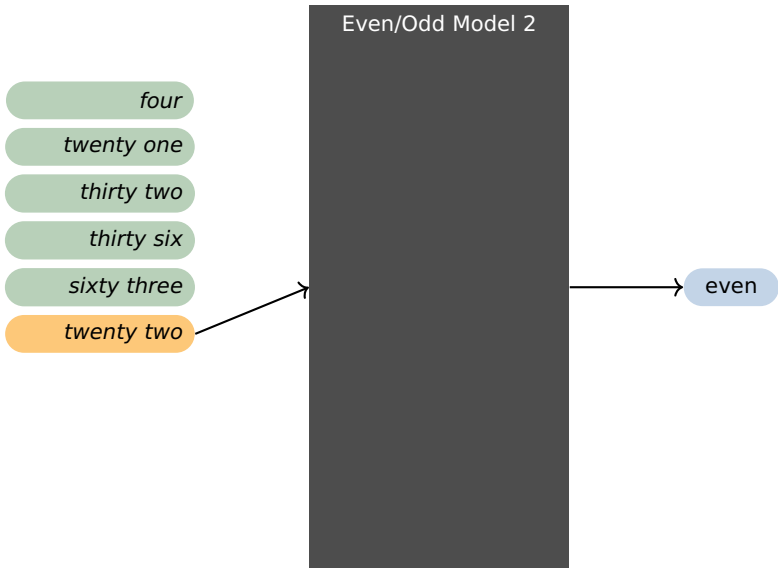 Even/Odd Model 2
four
twenty one
thirty two
thirty six
sixty three
twenty two
even